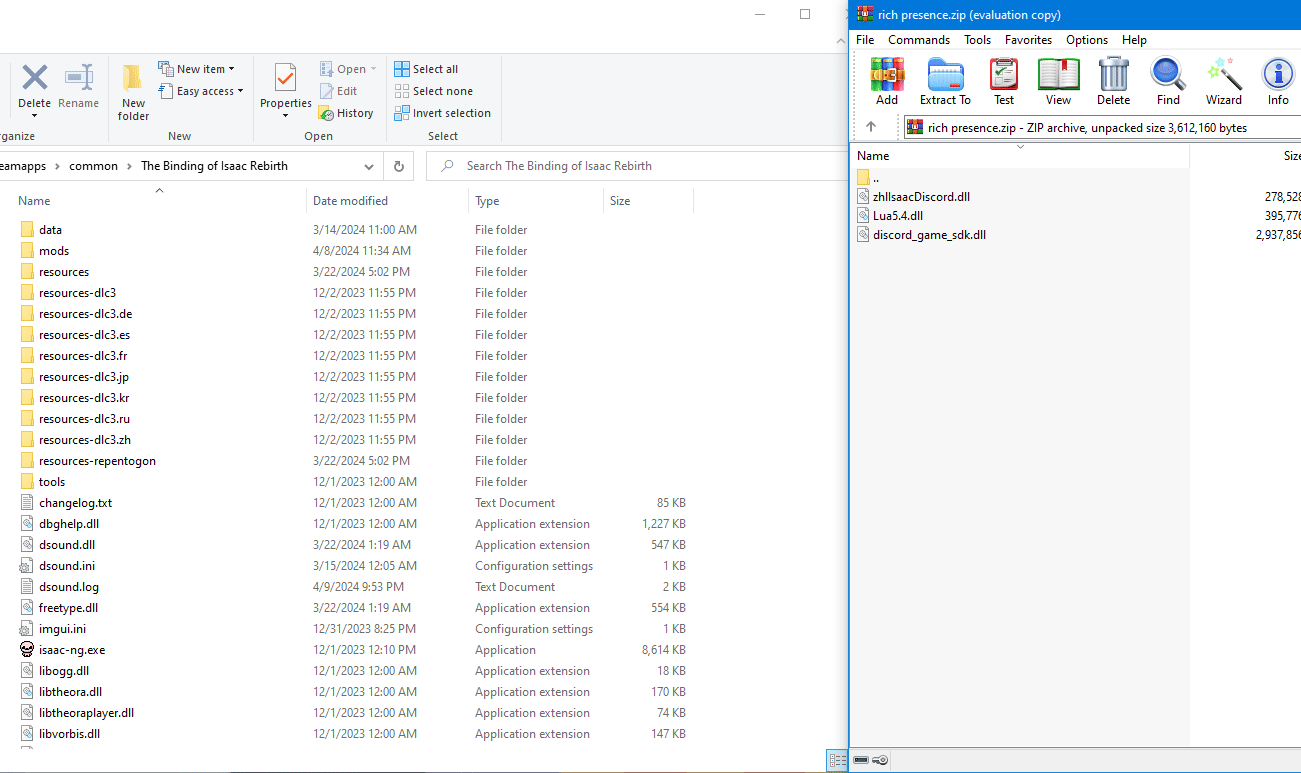 Delete
Rename
New
folder
New item
Easy access
Properties
Open
Edit
History
Select all
Select none
Invert selection
rganize
New
Open
Select
eamapps > common > The Binding of Isaac Rebirth
Search The Binding of Isaac Rebirth
Name Date modified Type Size
data 3/14/2024 11:00 AM File folder
mods 4/8/2024 11:34 AM File folder
resources 3/22/2024 5:02 PM File folder
resources-dlc3 12/2/2023 11:55 PM File folder
resources-dlc3.de 12/2/2023 11:55 PM File folder
resources-dlc3.es 12/2/2023 11:55 PM File folder
resources-dlc3.fr 12/2/2023 11:55 PM File folder
resources-dlc3.jp 12/2/2023 11:55 PM File folder
resources-dlc3.kr 12/2/2023 11:55 PM File folder
resources-dlc3.ru 12/2/2023 11:55 PM File folder
resources-dlc3.zh 12/2/2023 11:55 PM File folder
resources-repentogon 3/22/2024 5:02 PM File folder
tools 12/1/2023 12:00 AM File folder
changelog.txt 12/1/2023 12:00 AM Text Document 85 KB
dbghelp.dll 12/1/2023 12:00 AM Application extension 1,227 KB
dsound.dll 3/22/2024 1:19 AM Application extension 547 KB
dsound.ini 3/15/2024 12:05 AM Configuration settings 1 KB
dsound.log 4/9/2024 9:53 PM Text Document 2 KB
freetype.dll 3/22/2024 1:19 AM Application extension 554 KB
imgui.ini 12/31/2023 8:25 PM Configuration settings 1 KB
isaac-ng.exe 12/1/2023 12:10 PM Application 8,614 KB
libogg.dll 12/1/2023 12:00 AM Application extension 18 KB
libtheora.dll 12/1/2023 12:00 AM Application extension 170 KB
libtheoraplayer.dll 12/1/2023 12:00 AM Application extension 74 KB
libvorbis.dll 12/1/2023 12:00 AM Application extension 147 KB
rich presence.zip (evaluation copy)
File Commands Tools Favorites Options Help
Add Extract To Test View Delete Find Wizard Info
rich presence.zip - ZIP archive, unpacked size 3,612,160 bytes
Name Size
..
zhlIsaacDiscord.dll 278,528
Lua5.4.dll 395,776
discord_game_sdk.dll 2,937,856